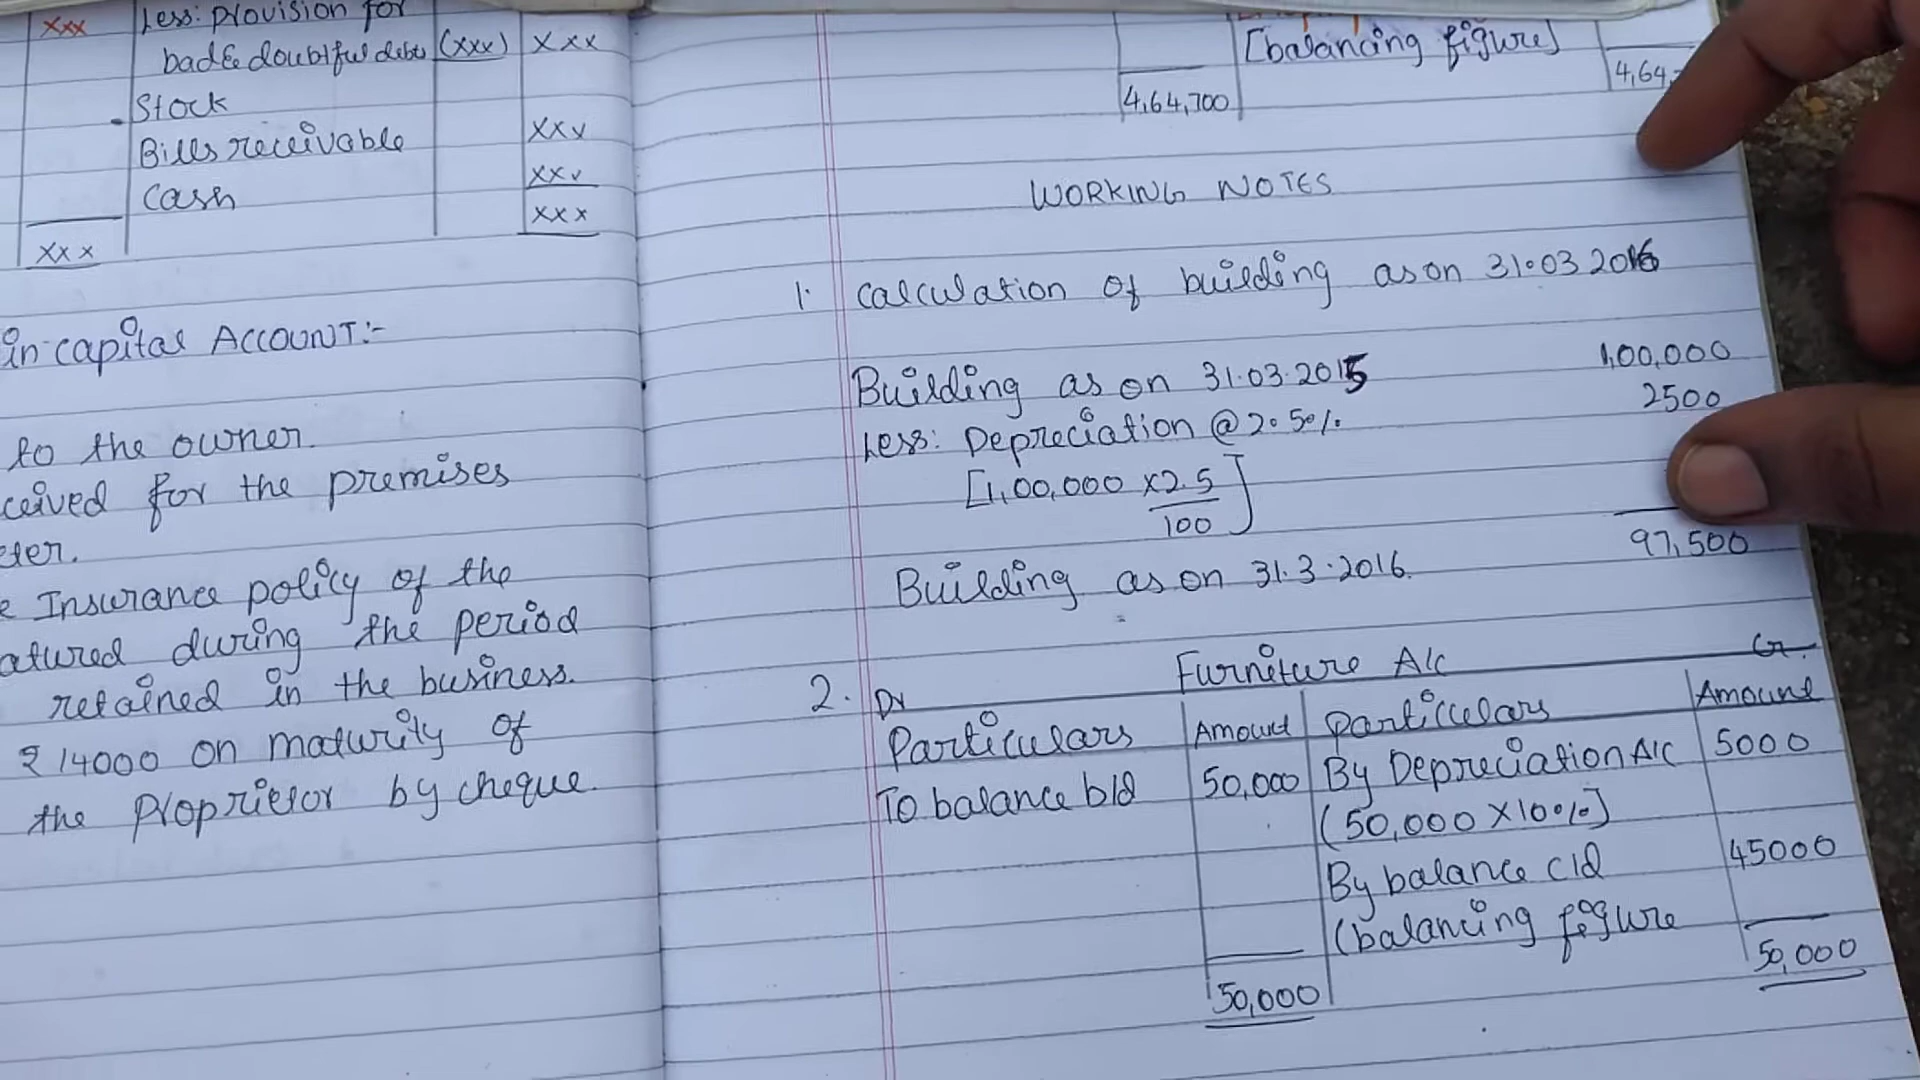 xxx Less: provision for
bad & doubtful debts (xxx) xxx
Stock
xxx
Bills receivable
xxx
Cash
xxx
xxx
in capital ACCOUNT:-
to the owner.
ceived for the premises
Insurance policy of the
atured during the period
retained in the business.
₹ 14000 on maturity of
the Proprietor by cheque.
[balancing figure]
4,64,700 4,64,
WORKING NOTES
1. Calculation of building as on 31.03 2016
Building as on 31.03.2015 1,00,000
Less: Depreciation @ 2.5% 2500
[1,00,000 x 2.5
100]
Building as on 31.3.2016. 97,500
2. Dr Furniture A/c Cr.
Particulars Amount Particulars Amount
To balance b/d 50,000 By Depreciation A/c 5000
(50,000 x 10%]
By balance c/d 45000
(balancing figure
50,000 50,000